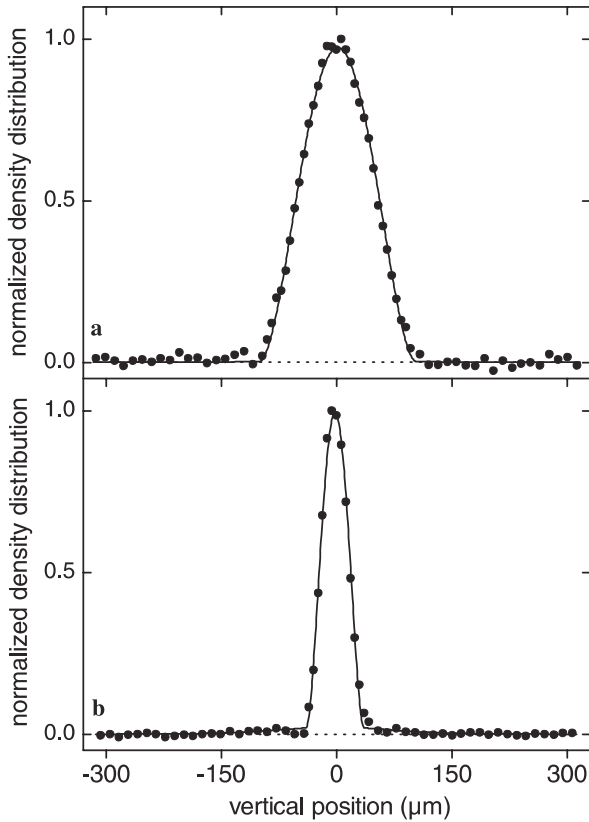 1.0
0.5
0.0
normalized density distribution
a
1.0
0.5
0.0
normalized density distribution
b
-300 -150 0 150 300
vertical position (μm)